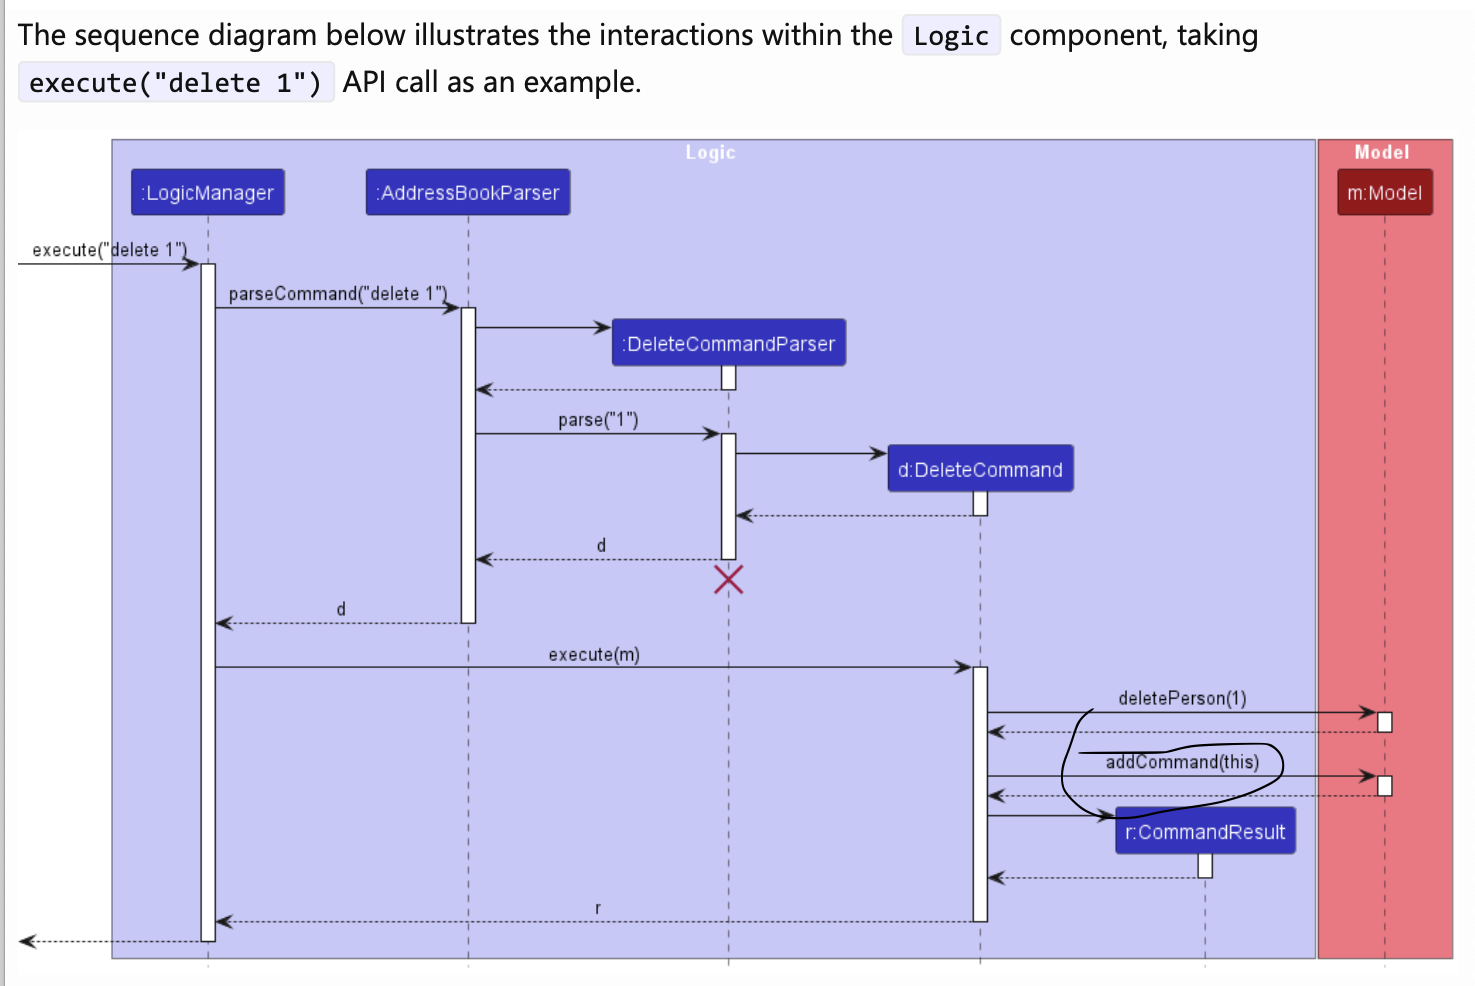 The sequence diagram below illustrates the interactions within the Logic component, taking
execute("delete 1") API call as an example.
Logic
Model
:LogicManager
:AddressBookParser
m:Model
execute("delete 1")
parseCommand("delete 1")
:DeleteCommandParser
parse("1")
d:DeleteCommand
d
d
execute(m)
deletePerson(1)
addCommand(this)
r:CommandResult
r